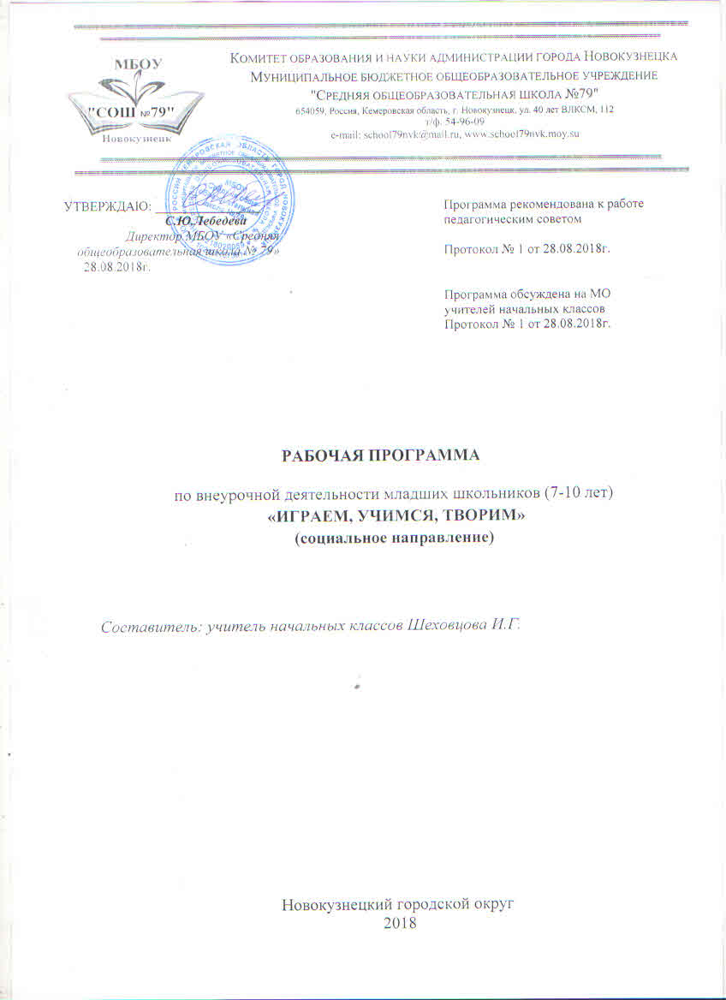 МБОУ
"СОШ №79"
Новокузнецк
КОМИТЕТ ОБРАЗОВАНИЯ И НАУКИ АДМИНИСТРАЦИИ ГОРОДА НОВОКУЗНЕЦКА
МУНИЦИПАЛЬНОЕ БЮДЖЕТНОЕ ОБЩЕОБРАЗОВАТЕЛЬНОЕ УЧРЕЖДЕНИЕ
"СРЕДНЯЯ ОБЩЕОБРАЗОВАТЕЛЬНАЯ ШКОЛА №79"
654059, Россия, Кемеровская область, г. Новокузнецк, ул. 40 лет ВЛКСМ, 112
т/ф. 54-96-09
e-mail: school79nvk@mail.ru, www.school79nvk.moy.su
УТВЕРЖДАЮ:
С.Ю.Лебедева
Директор МБОУ «Средняя
общеобразовательная школа № 79»
28.08.2018г.
Программа рекомендована к работе
педагогическим советом
Протокол № 1 от 28.08.2018г.
Программа обсуждена на МО
учителей начальных классов
Протокол № 1 от 28.08.2018г.
РАБОЧАЯ ПРОГРАММА
по внеурочной деятельности младших школьников (7-10 лет)
«ИГРАЕМ, УЧИМСЯ, ТВОРИМ»
(социальное направление)
Составитель: учитель начальных классов Шеховцова И.Г.
Новокузнецкий городской округ
2018